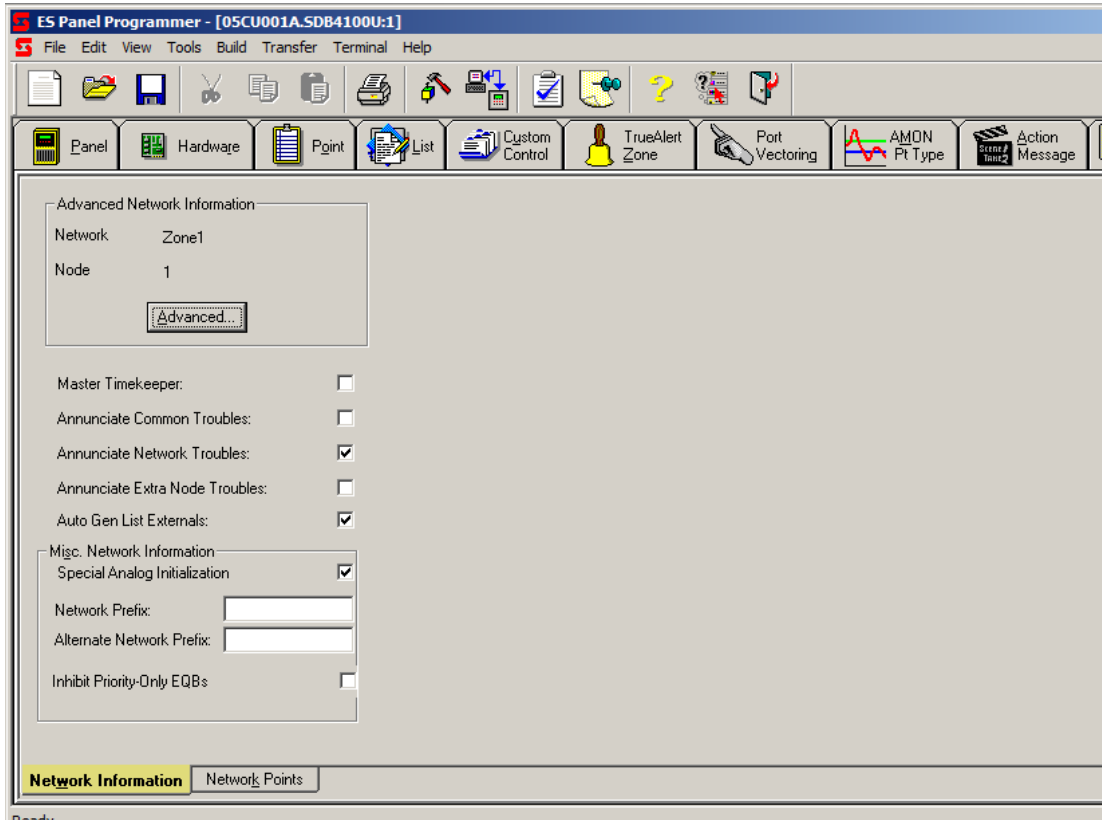 ES Panel Programmer - [05CU001A.SDB4100U:1]
File Edit View Tools Build Transfer Terminal Help
Panel
Hardware
Point
List
Custom Control
TrueAlert Zone
Port Vectoring
AMON Pt Type
Action Message
Advanced Network Information
Network Zone1
Node 1
Advanced...
Master Timekeeper:
Annunciate Common Troubles:
Annunciate Network Troubles:
Annunciate Extra Node Troubles:
Auto Gen List Externals:
Misc. Network Information
Special Analog Initialization
Network Prefix:
Alternate Network Prefix:
Inhibit Priority-Only EQBs
Network Information Network Points
Ready